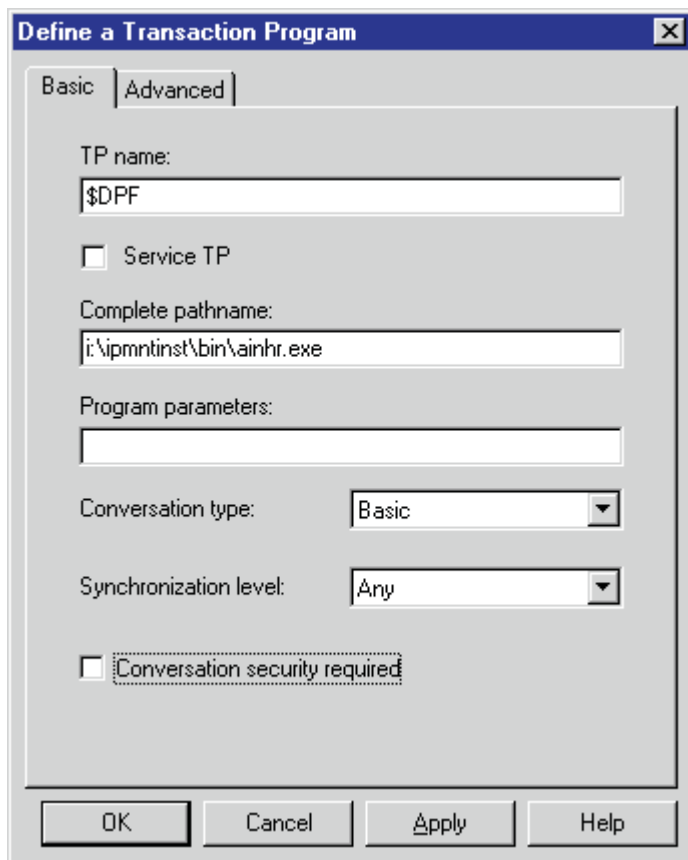 Define a Transaction Program
Basic Advanced
TP name:
$DPF
Service TP
Complete pathname:
i:\ipmntinst\bin\ainhr.exe
Program parameters:
Conversation type: Basic
Synchronization level: Any
Conversation security required
OK Cancel Apply Help